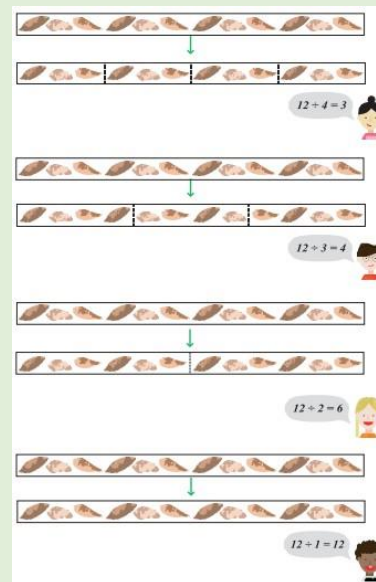 12 ÷ 4 = 3
12 ÷ 3 = 4
12 ÷ 2 = 6
12 ÷ 1 = 12